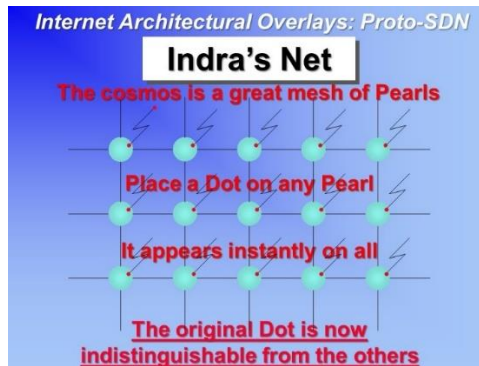 Internet Architectural Overlays: Proto-SDN
Indra's Net
The cosmos is a great mesh of Pearls
Place a Dot on any Pearl
It appears instantly on all
The original Dot is now
indistinguishable from the others